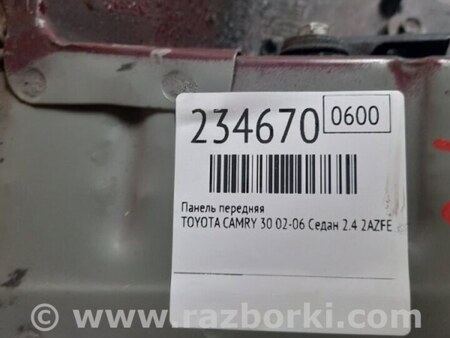 234670 0600
Панель передняя
TOYOTA CAMRY 30 02-06 Седан 2.4 2AZFE
© www.razborki.com